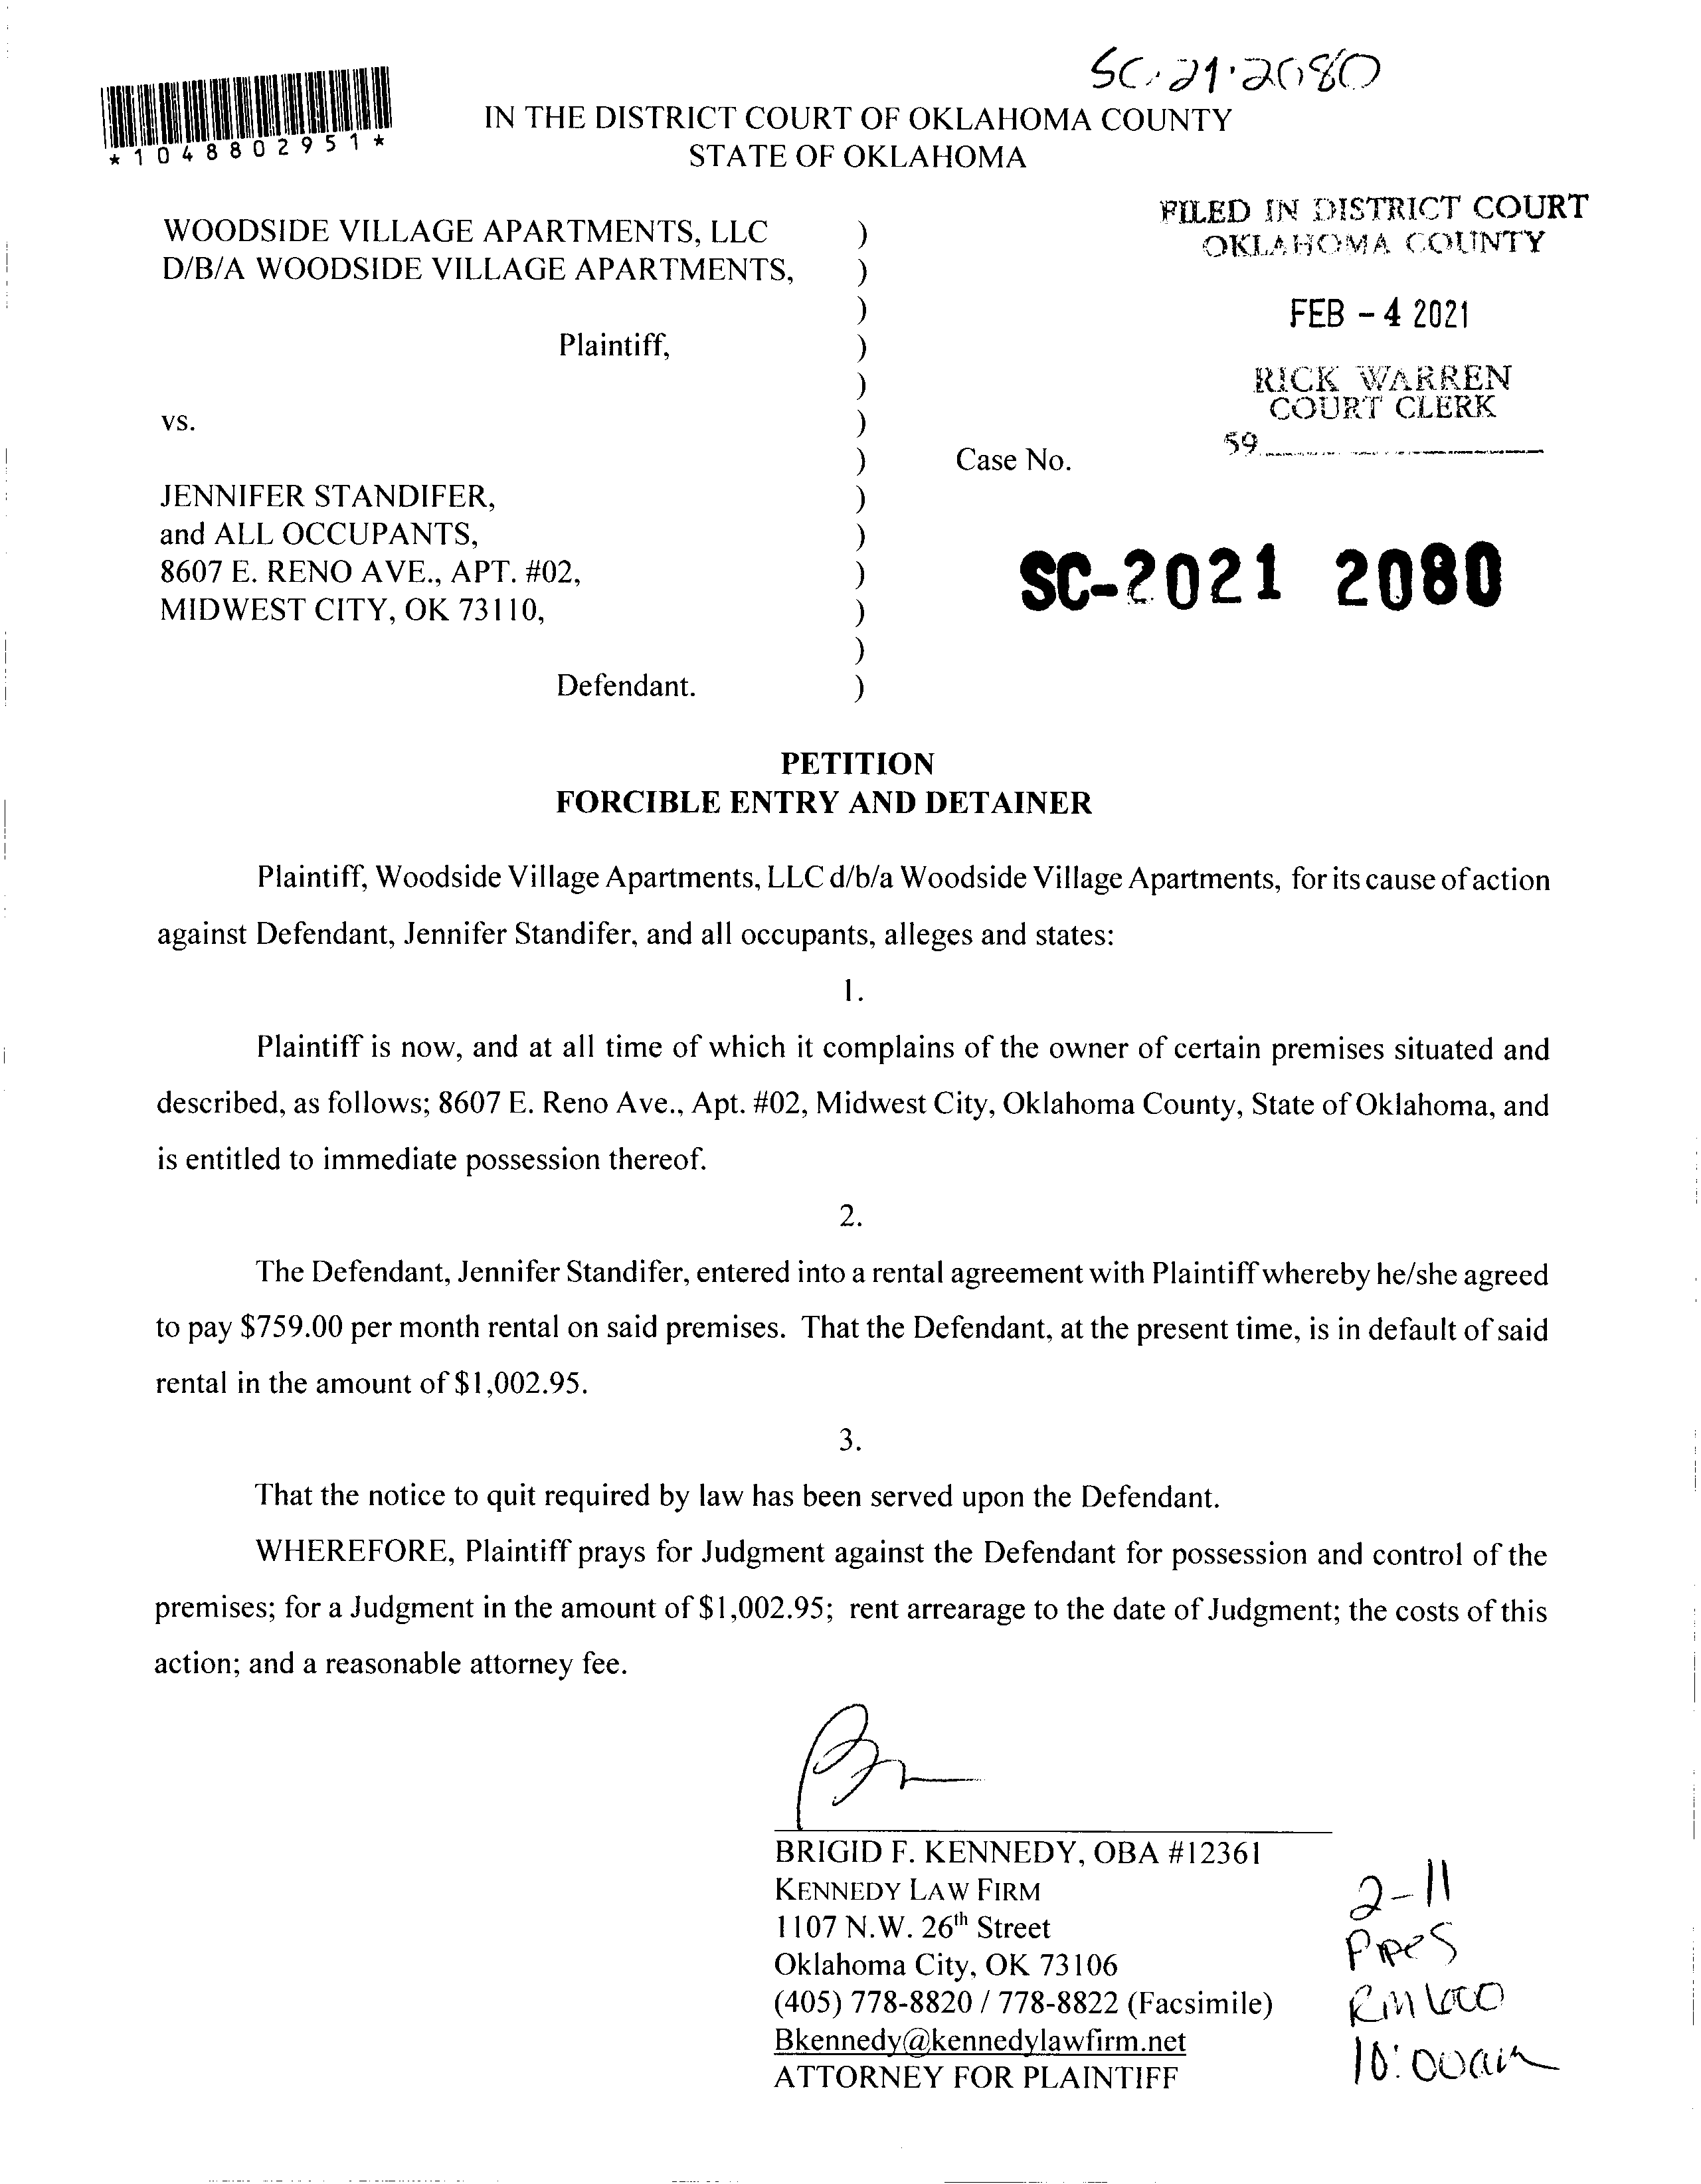 SC-21-2080
*1048802951*
IN THE DISTRICT COURT OF OKLAHOMA COUNTY
STATE OF OKLAHOMA
FILED IN DISTRICT COURT
OKLAHOMA COUNTY
FEB - 4 2021
RICK WARREN
COURT CLERK
59
WOODSIDE VILLAGE APARTMENTS, LLC )
D/B/A WOODSIDE VILLAGE APARTMENTS, )
)
Plaintiff, )
)
vs. )
) Case No.
JENNIFER STANDIFER, )
and ALL OCCUPANTS, )
8607 E. RENO AVE., APT. #02, )
MIDWEST CITY, OK 73110, )
)
Defendant. )
SC-2021 2080
PETITION
FORCIBLE ENTRY AND DETAINER
Plaintiff, Woodside Village Apartments, LLC d/b/a Woodside Village Apartments, for its cause of action
against Defendant, Jennifer Standifer, and all occupants, alleges and states:
1.
Plaintiff is now, and at all time of which it complains of the owner of certain premises situated and
described, as follows; 8607 E. Reno Ave., Apt. #02, Midwest City, Oklahoma County, State of Oklahoma, and
is entitled to immediate possession thereof.
2.
The Defendant, Jennifer Standifer, entered into a rental agreement with Plaintiff whereby he/she agreed
to pay $759.00 per month rental on said premises. That the Defendant, at the present time, is in default of said
rental in the amount of $1,002.95.
3.
That the notice to quit required by law has been served upon the Defendant.
WHEREFORE, Plaintiff prays for Judgment against the Defendant for possession and control of the
premises; for a Judgment in the amount of $1,002.95; rent arrearage to the date of Judgment; the costs of this
action; and a reasonable attorney fee.
BRIGID F. KENNEDY, OBA #12361
KENNEDY LAW FIRM
1107 N.W. 26th Street
Oklahoma City, OK 73106
(405) 778-8820 / 778-8822 (Facsimile)
Bkennedy@kennedylawfirm.net
ATTORNEY FOR PLAINTIFF
2-11
Rm
10:00am